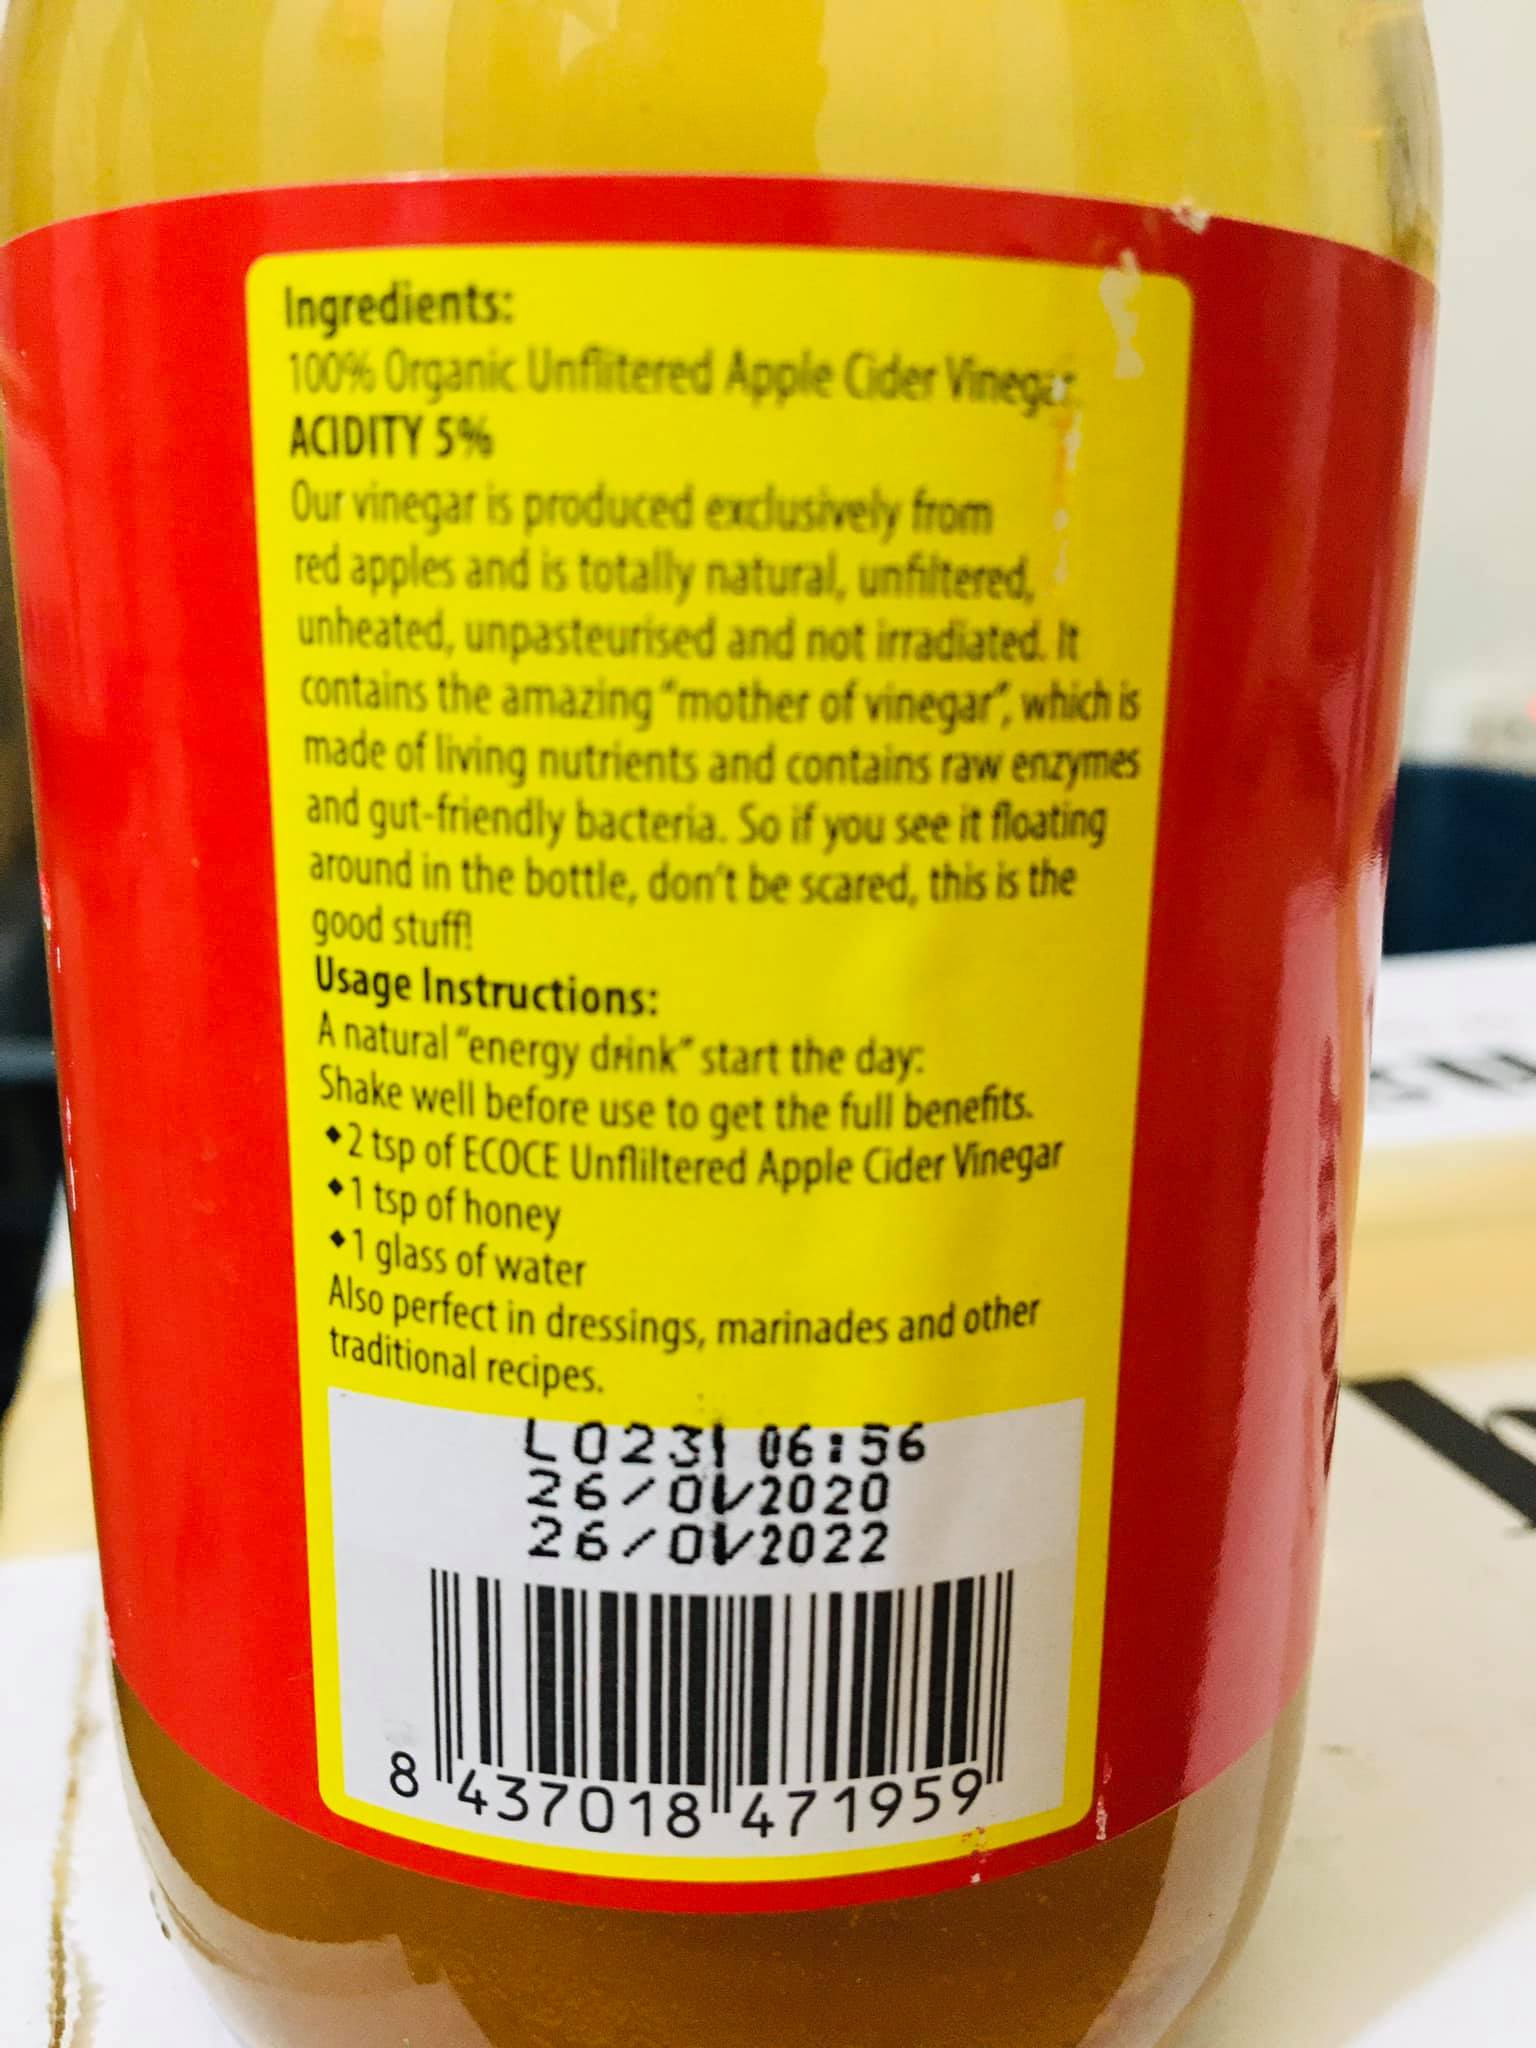 Ingredients:
100% Organic Unflitered Apple Cider Vinegar.
ACIDITY 5%
Our vinegar is produced exclusively from
red apples and is totally natural, unfiltered,
unheated, unpasteurised and not irradiated. It
contains the amazing "mother of vinegar", which is
made of living nutrients and contains raw enzymes
and gut-friendly bacteria. So if you see it floating
around in the bottle, don't be scared, this is the
good stuff!
Usage Instructions:
A natural "energy drink" start the day:
Shake well before use to get the full benefits.
◆2 tsp of ECOCE Unfliltered Apple Cider Vinegar
◆1 tsp of honey
◆1 glass of water
Also perfect in dressings, marinades and other
traditional recipes.
L0231 06:56
26/01/2020
26/01/2022
8 437018 471959